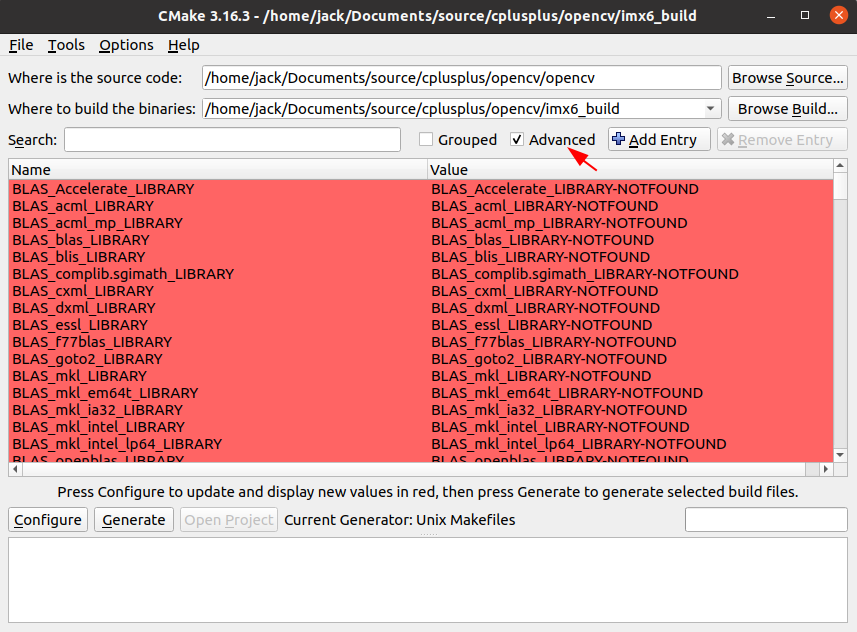 CMake 3.16.3 - /home/jack/Documents/source/cplusplus/opencv/imx6_build
File Tools Options Help
Where is the source code: /home/jack/Documents/source/cplusplus/opencv/opencv Browse Source...
Where to build the binaries: /home/jack/Documents/source/cplusplus/opencv/imx6_build Browse Build...
Search: Grouped Advanced Add Entry Remove Entry
Name Value
BLAS_Accelerate_LIBRARY BLAS_Accelerate_LIBRARY-NOTFOUND
BLAS_acml_LIBRARY BLAS_acml_LIBRARY-NOTFOUND
BLAS_acml_mp_LIBRARY BLAS_acml_mp_LIBRARY-NOTFOUND
BLAS_blas_LIBRARY BLAS_blas_LIBRARY-NOTFOUND
BLAS_blis_LIBRARY BLAS_blis_LIBRARY-NOTFOUND
BLAS_complib.sgimath_LIBRARY BLAS_complib.sgimath_LIBRARY-NOTFOUND
BLAS_cxml_LIBRARY BLAS_cxml_LIBRARY-NOTFOUND
BLAS_dxml_LIBRARY BLAS_dxml_LIBRARY-NOTFOUND
BLAS_essl_LIBRARY BLAS_essl_LIBRARY-NOTFOUND
BLAS_f77blas_LIBRARY BLAS_f77blas_LIBRARY-NOTFOUND
BLAS_goto2_LIBRARY BLAS_goto2_LIBRARY-NOTFOUND
BLAS_mkl_LIBRARY BLAS_mkl_LIBRARY-NOTFOUND
BLAS_mkl_em64t_LIBRARY BLAS_mkl_em64t_LIBRARY-NOTFOUND
BLAS_mkl_ia32_LIBRARY BLAS_mkl_ia32_LIBRARY-NOTFOUND
BLAS_mkl_intel_LIBRARY BLAS_mkl_intel_LIBRARY-NOTFOUND
BLAS_mkl_intel_lp64_LIBRARY BLAS_mkl_intel_lp64_LIBRARY-NOTFOUND
BLAS_openblas_LIBRARY BLAS_openblas_LIBRARY-NOTFOUND
Press Configure to update and display new values in red, then press Generate to generate selected build files.
Configure Generate Open Project Current Generator: Unix Makefiles